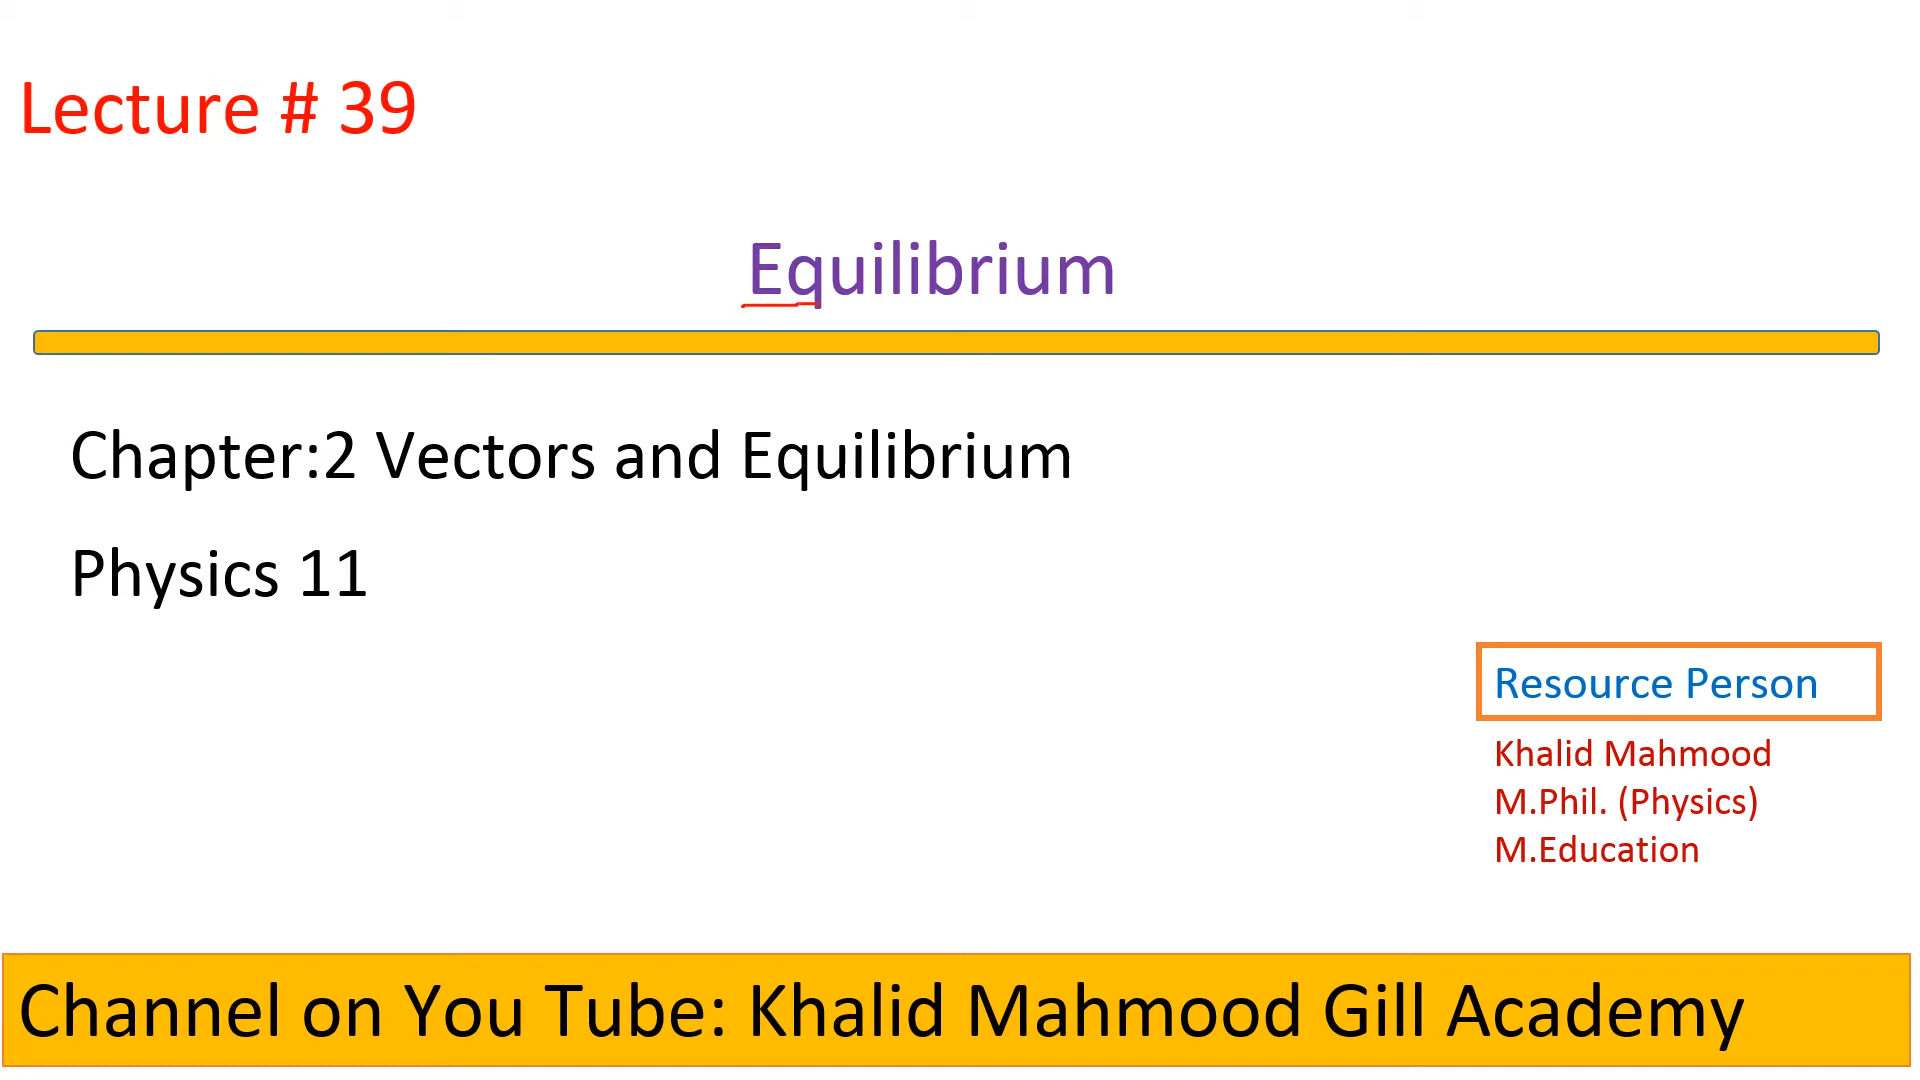 Lecture # 39
Equilibrium
Chapter:2 Vectors and Equilibrium
Physics 11
Resource Person
Khalid Mahmood
M.Phil. (Physics)
M.Education
Channel on You Tube: Khalid Mahmood Gill Academy